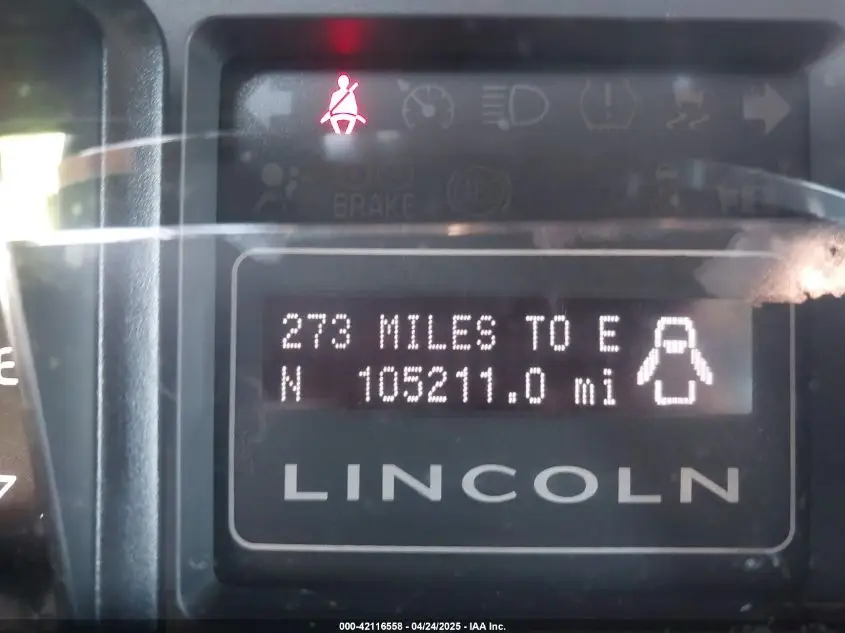 BRAKE
273 MILES TO E
N 105211.0 mi
LINCOLN
000-42116558 - 04/24/2025 - IAA Inc.